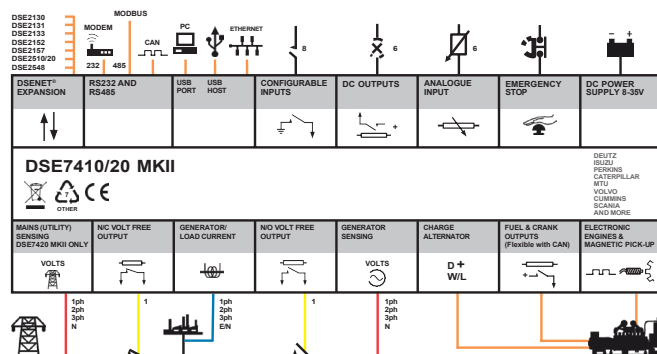 DSE2130
DSE2131
DSE2133
DSE2152
DSE2157
DSE2510/20
DSE2548
MODEM
MODBUS
232 485
CAN
PC
ETHERNET
8
6
6
DSENET® EXPANSION
RS232 AND RS485
USB PORT
USB HOST
CONFIGURABLE INPUTS
DC OUTPUTS
ANALOGUE INPUT
EMERGENCY STOP
DC POWER SUPPLY 8-35V
DSE7410/20 MKII
7
OTHER
CE
DEUTZ
ISUZU
PERKINS
CATERPILLAR
MTU
VOLVO
CUMMINS
SCANIA
AND MORE
MAINS (UTILITY)
SENSING
DSE7420 MKII ONLY
VOLTS
N/C VOLT FREE
OUTPUT
GENERATOR/
LOAD CURRENT
N/O VOLT FREE
OUTPUT
GENERATOR
SENSING
VOLTS
CHARGE
ALTERNATOR
D+
W/L
FUEL & CRANK
OUTPUTS
(Flexible with CAN)
ELECTRONIC
ENGINES &
MAGNETIC PICK-UP
1ph
2ph
3ph
N
1
1ph
2ph
3ph
E/N
1
1ph
2ph
3ph
N